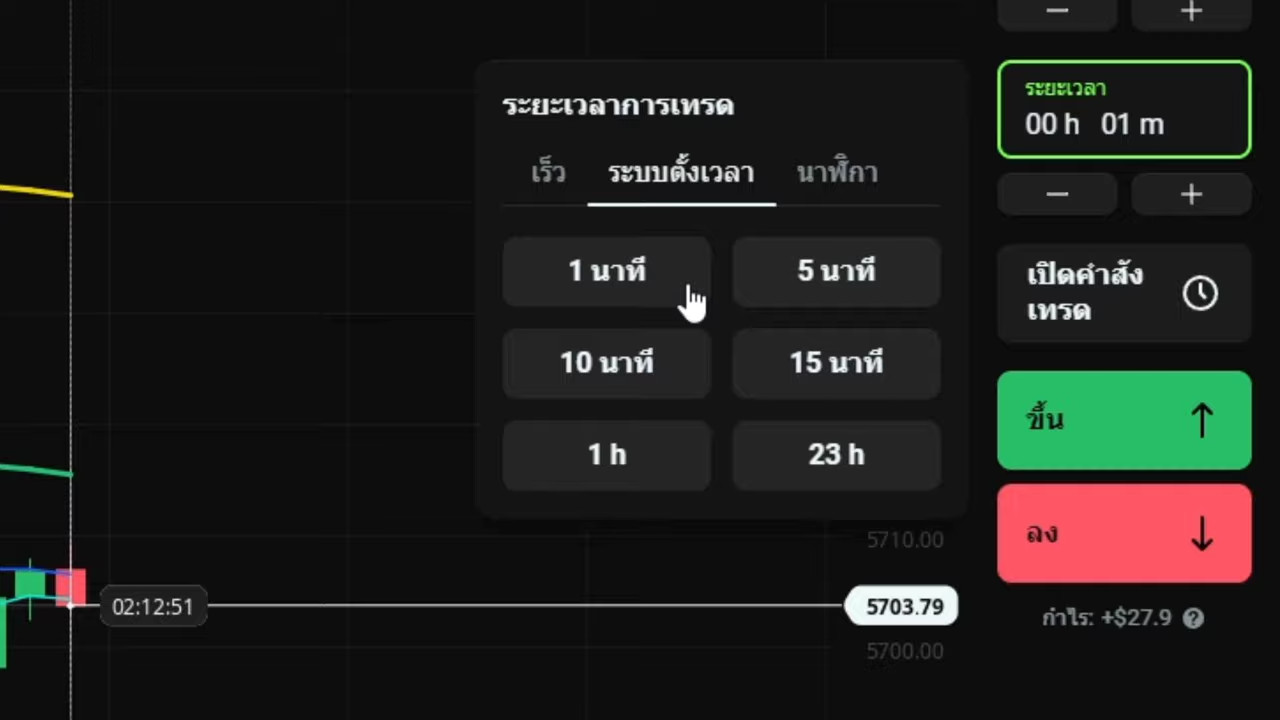 ระยะเวลาการเทรด
เร็ว ระบบตั้งเวลา นาฬิกา
1 นาที 5 นาที
10 นาที 15 นาที
1 h 23 h
ระยะเวลา
00 h 01 m
เปิดคำสั่ง
เทรด
ขึ้น
ลง
กำไร: +$27.9
5710.00
02:12:51
5703.79
5700.00